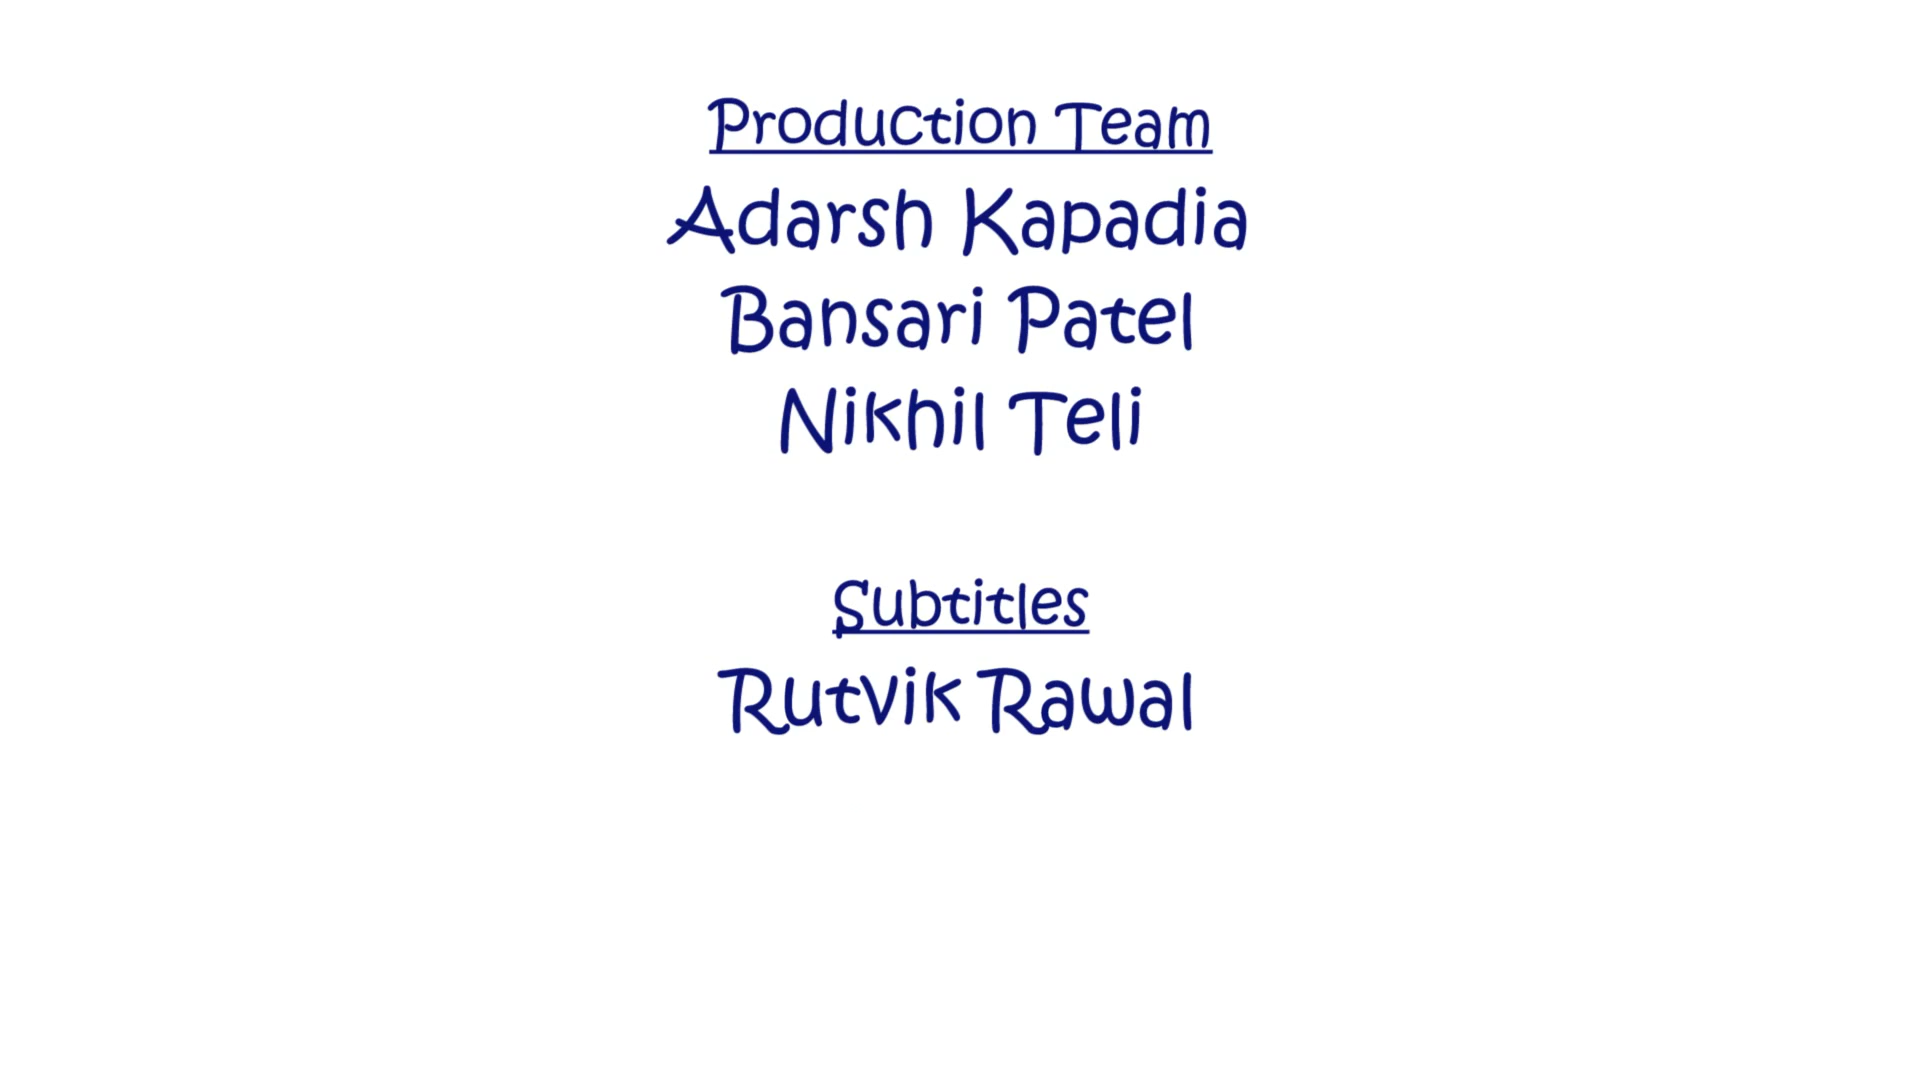 Production Team
Adarsh Kapadia
Bansari Patel
Nikhil Teli
Subtitles
Rutvik Rawal